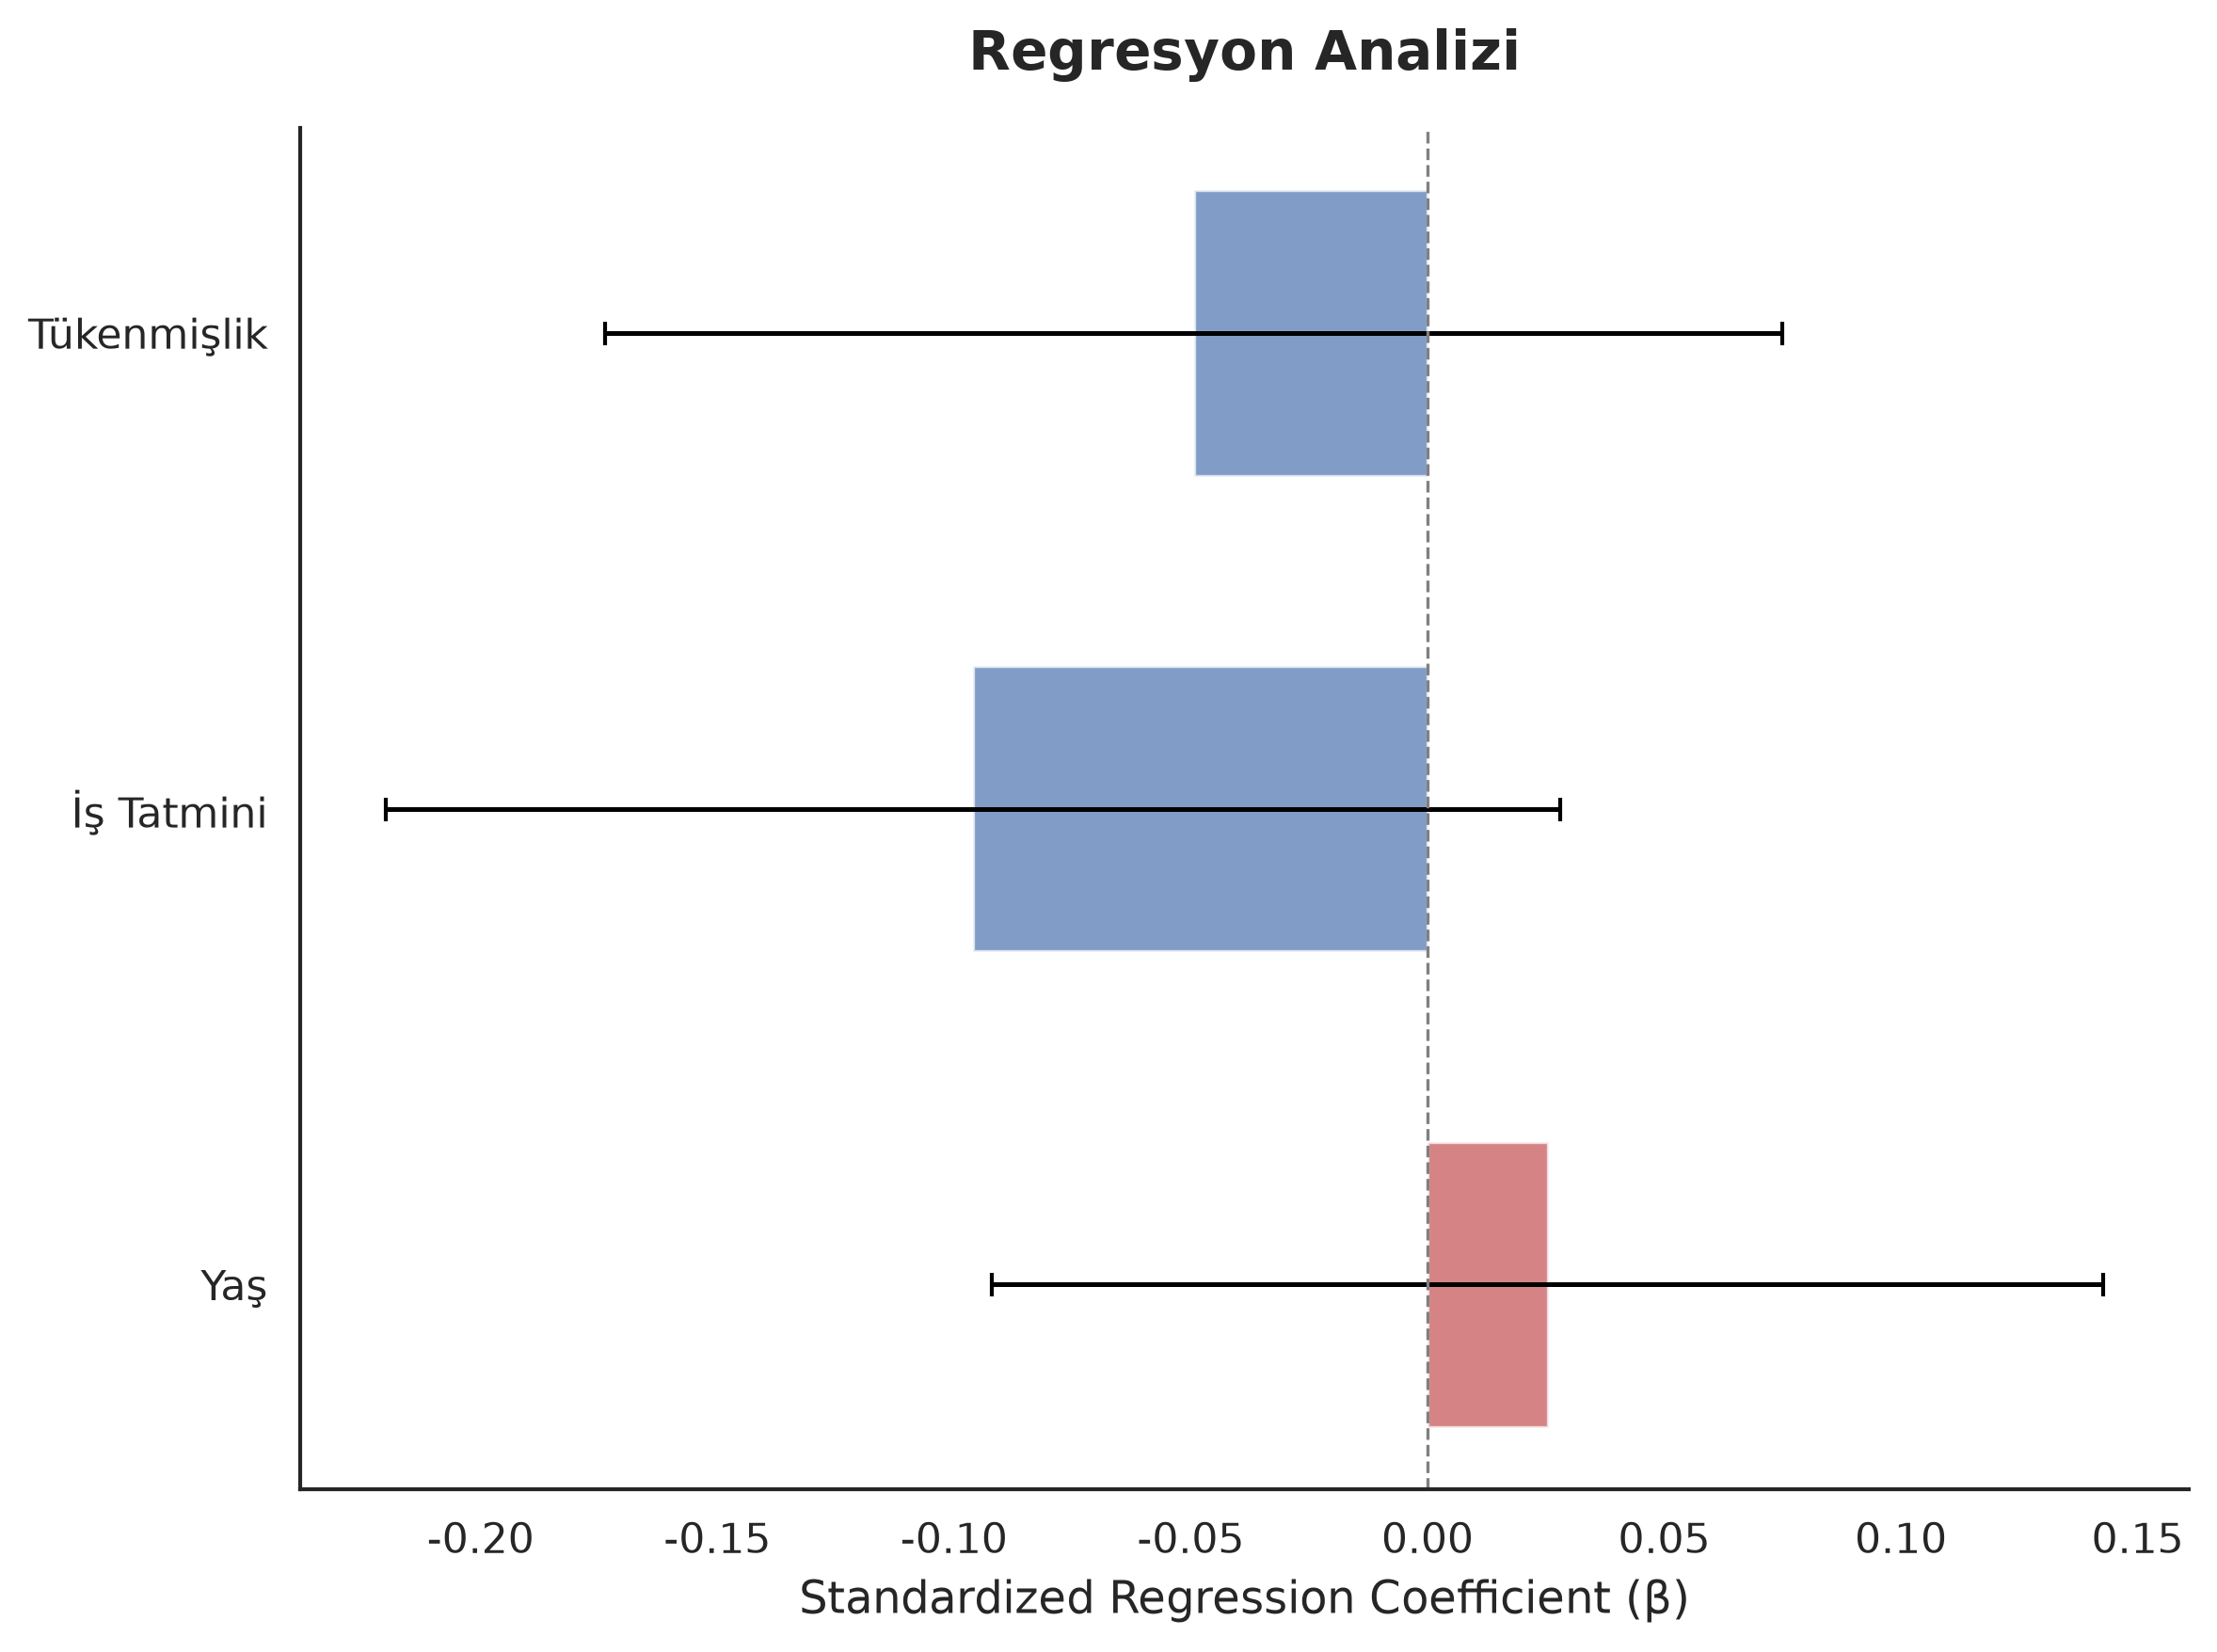 Regresyon Analizi
Tükenmişlik
İş Tatmini
Yaş
-0.20 -0.15 -0.10 -0.05 0.00 0.05 0.10 0.15
Standardized Regression Coefficient (β)